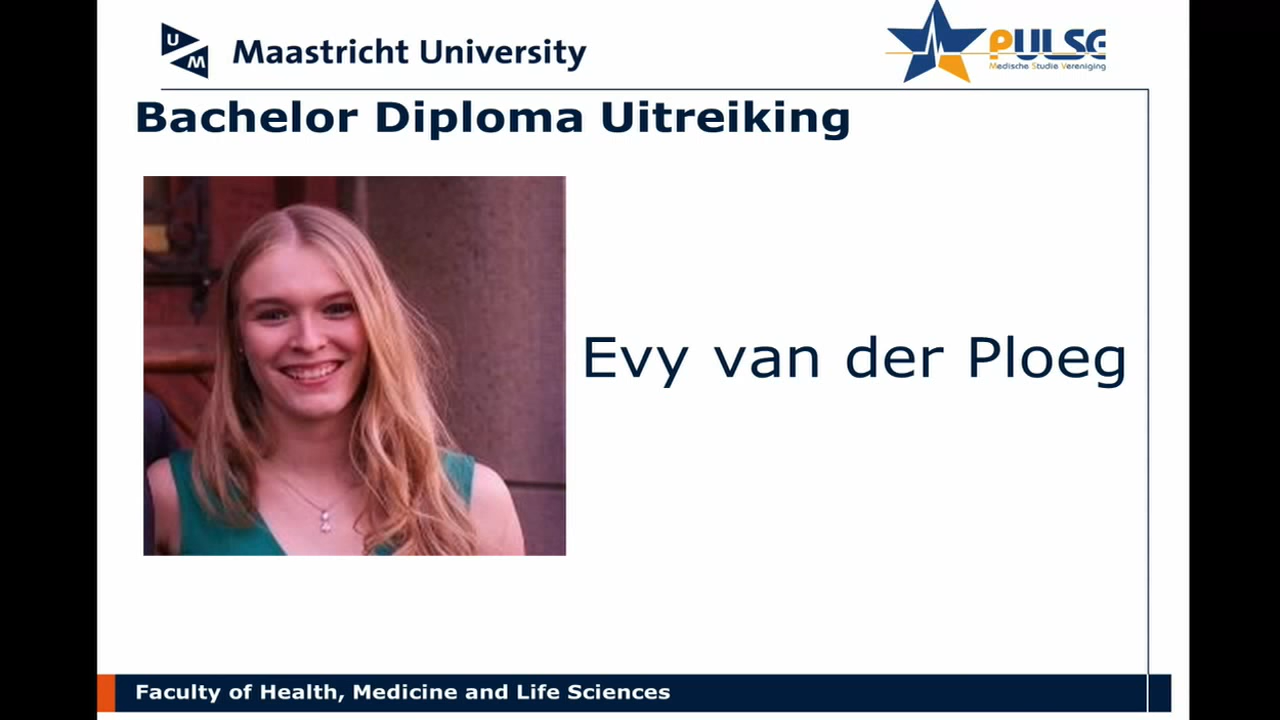 UM Maastricht University
PULSE
Medische Studie Vereniging
Bachelor Diploma Uitreiking
Evy van der Ploeg
Faculty of Health, Medicine and Life Sciences